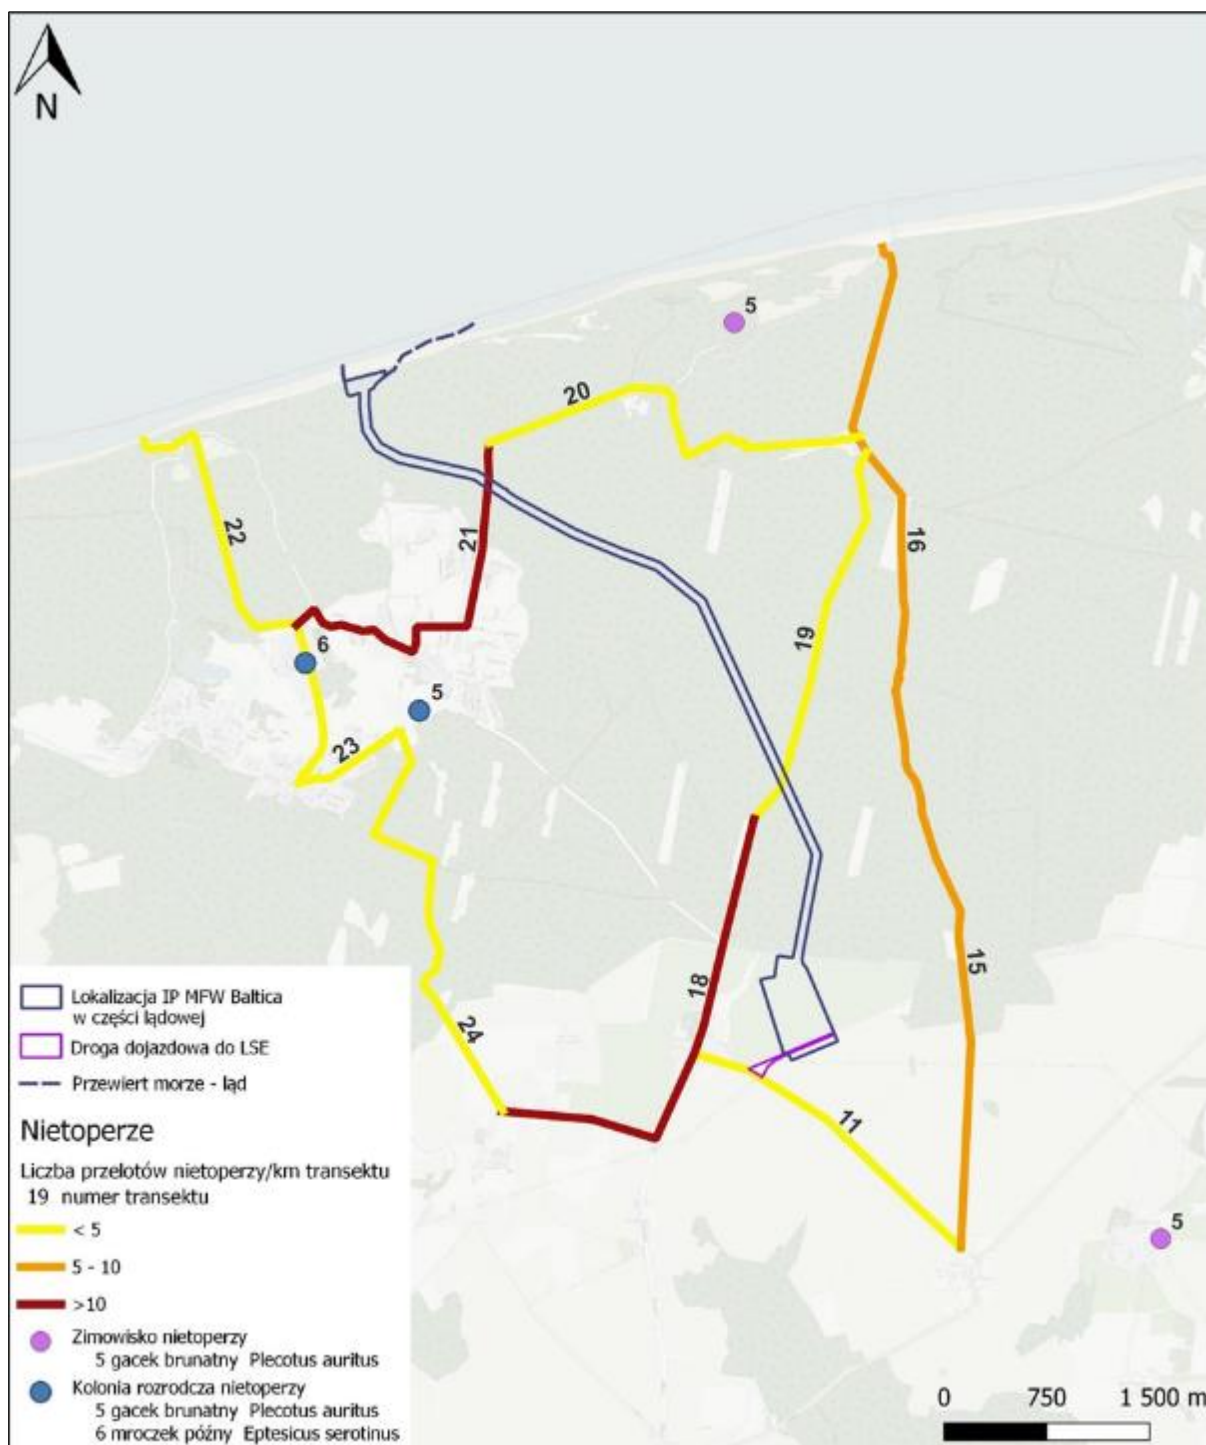 N
5
20
22
21
16
6
19
5
23
15
18
24
11
5
Lokalizacja IP MFW Baltica
w części lądowej
Droga dojazdowa do LSE
Przewiert morze - ląd
Nietoperze
Liczba przelotów nietoperzy/km transektu
19 numer transektu
< 5
5 - 10
>10
Zimowisko nietoperzy
5 gacek brunatny Plecotus auritus
Kolonia rozrodcza nietoperzy
5 gacek brunatny Plecotus auritus
6 mroczek późny Eptesicus serotinus
0 750 1 500 m